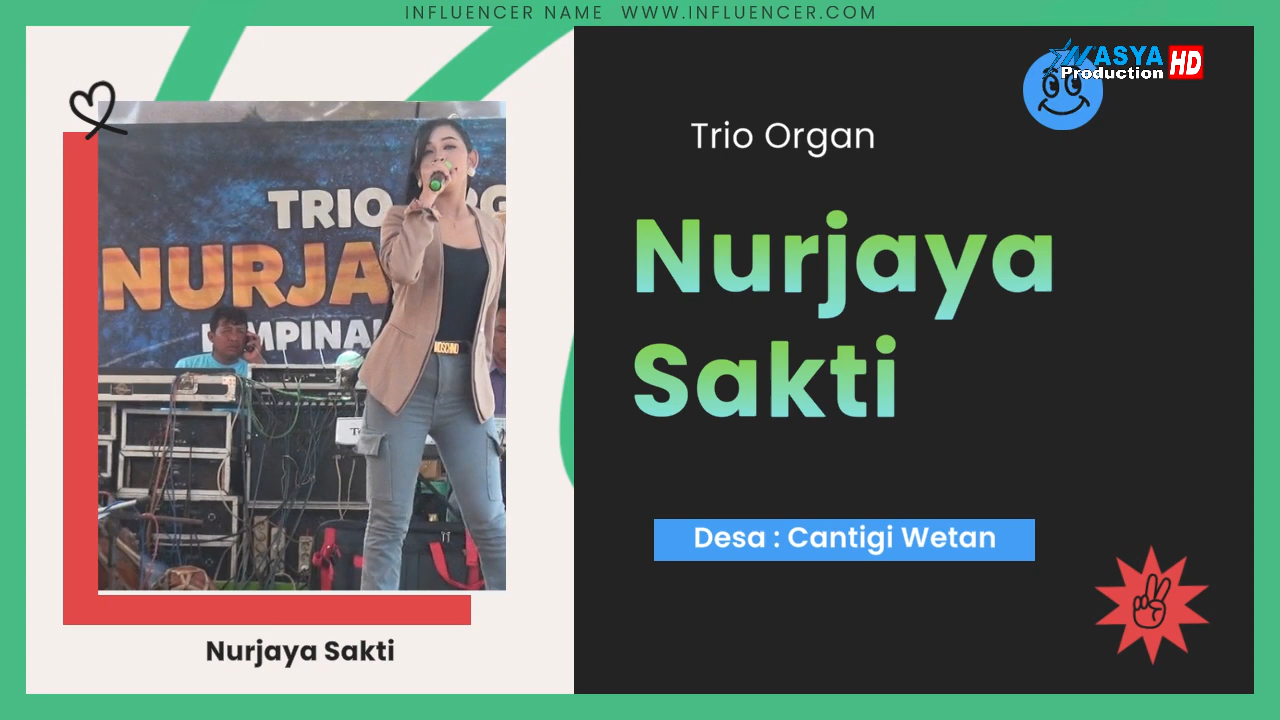 INFLUENCER NAME WWW.INFLUENCER.COM
ASYA
Production HD
Trio Organ
Nurjaya
Sakti
Desa : Cantigi Wetan
TRIO
NURJA
MOSCHINO
Nurjaya Sakti